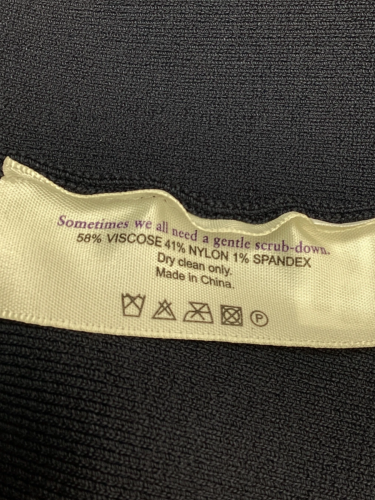 Sometimes we all need a gentle scrub-down.
58% VISCOSE 41% NYLON 1% SPANDEX
Dry clean only.
Made in China.
P